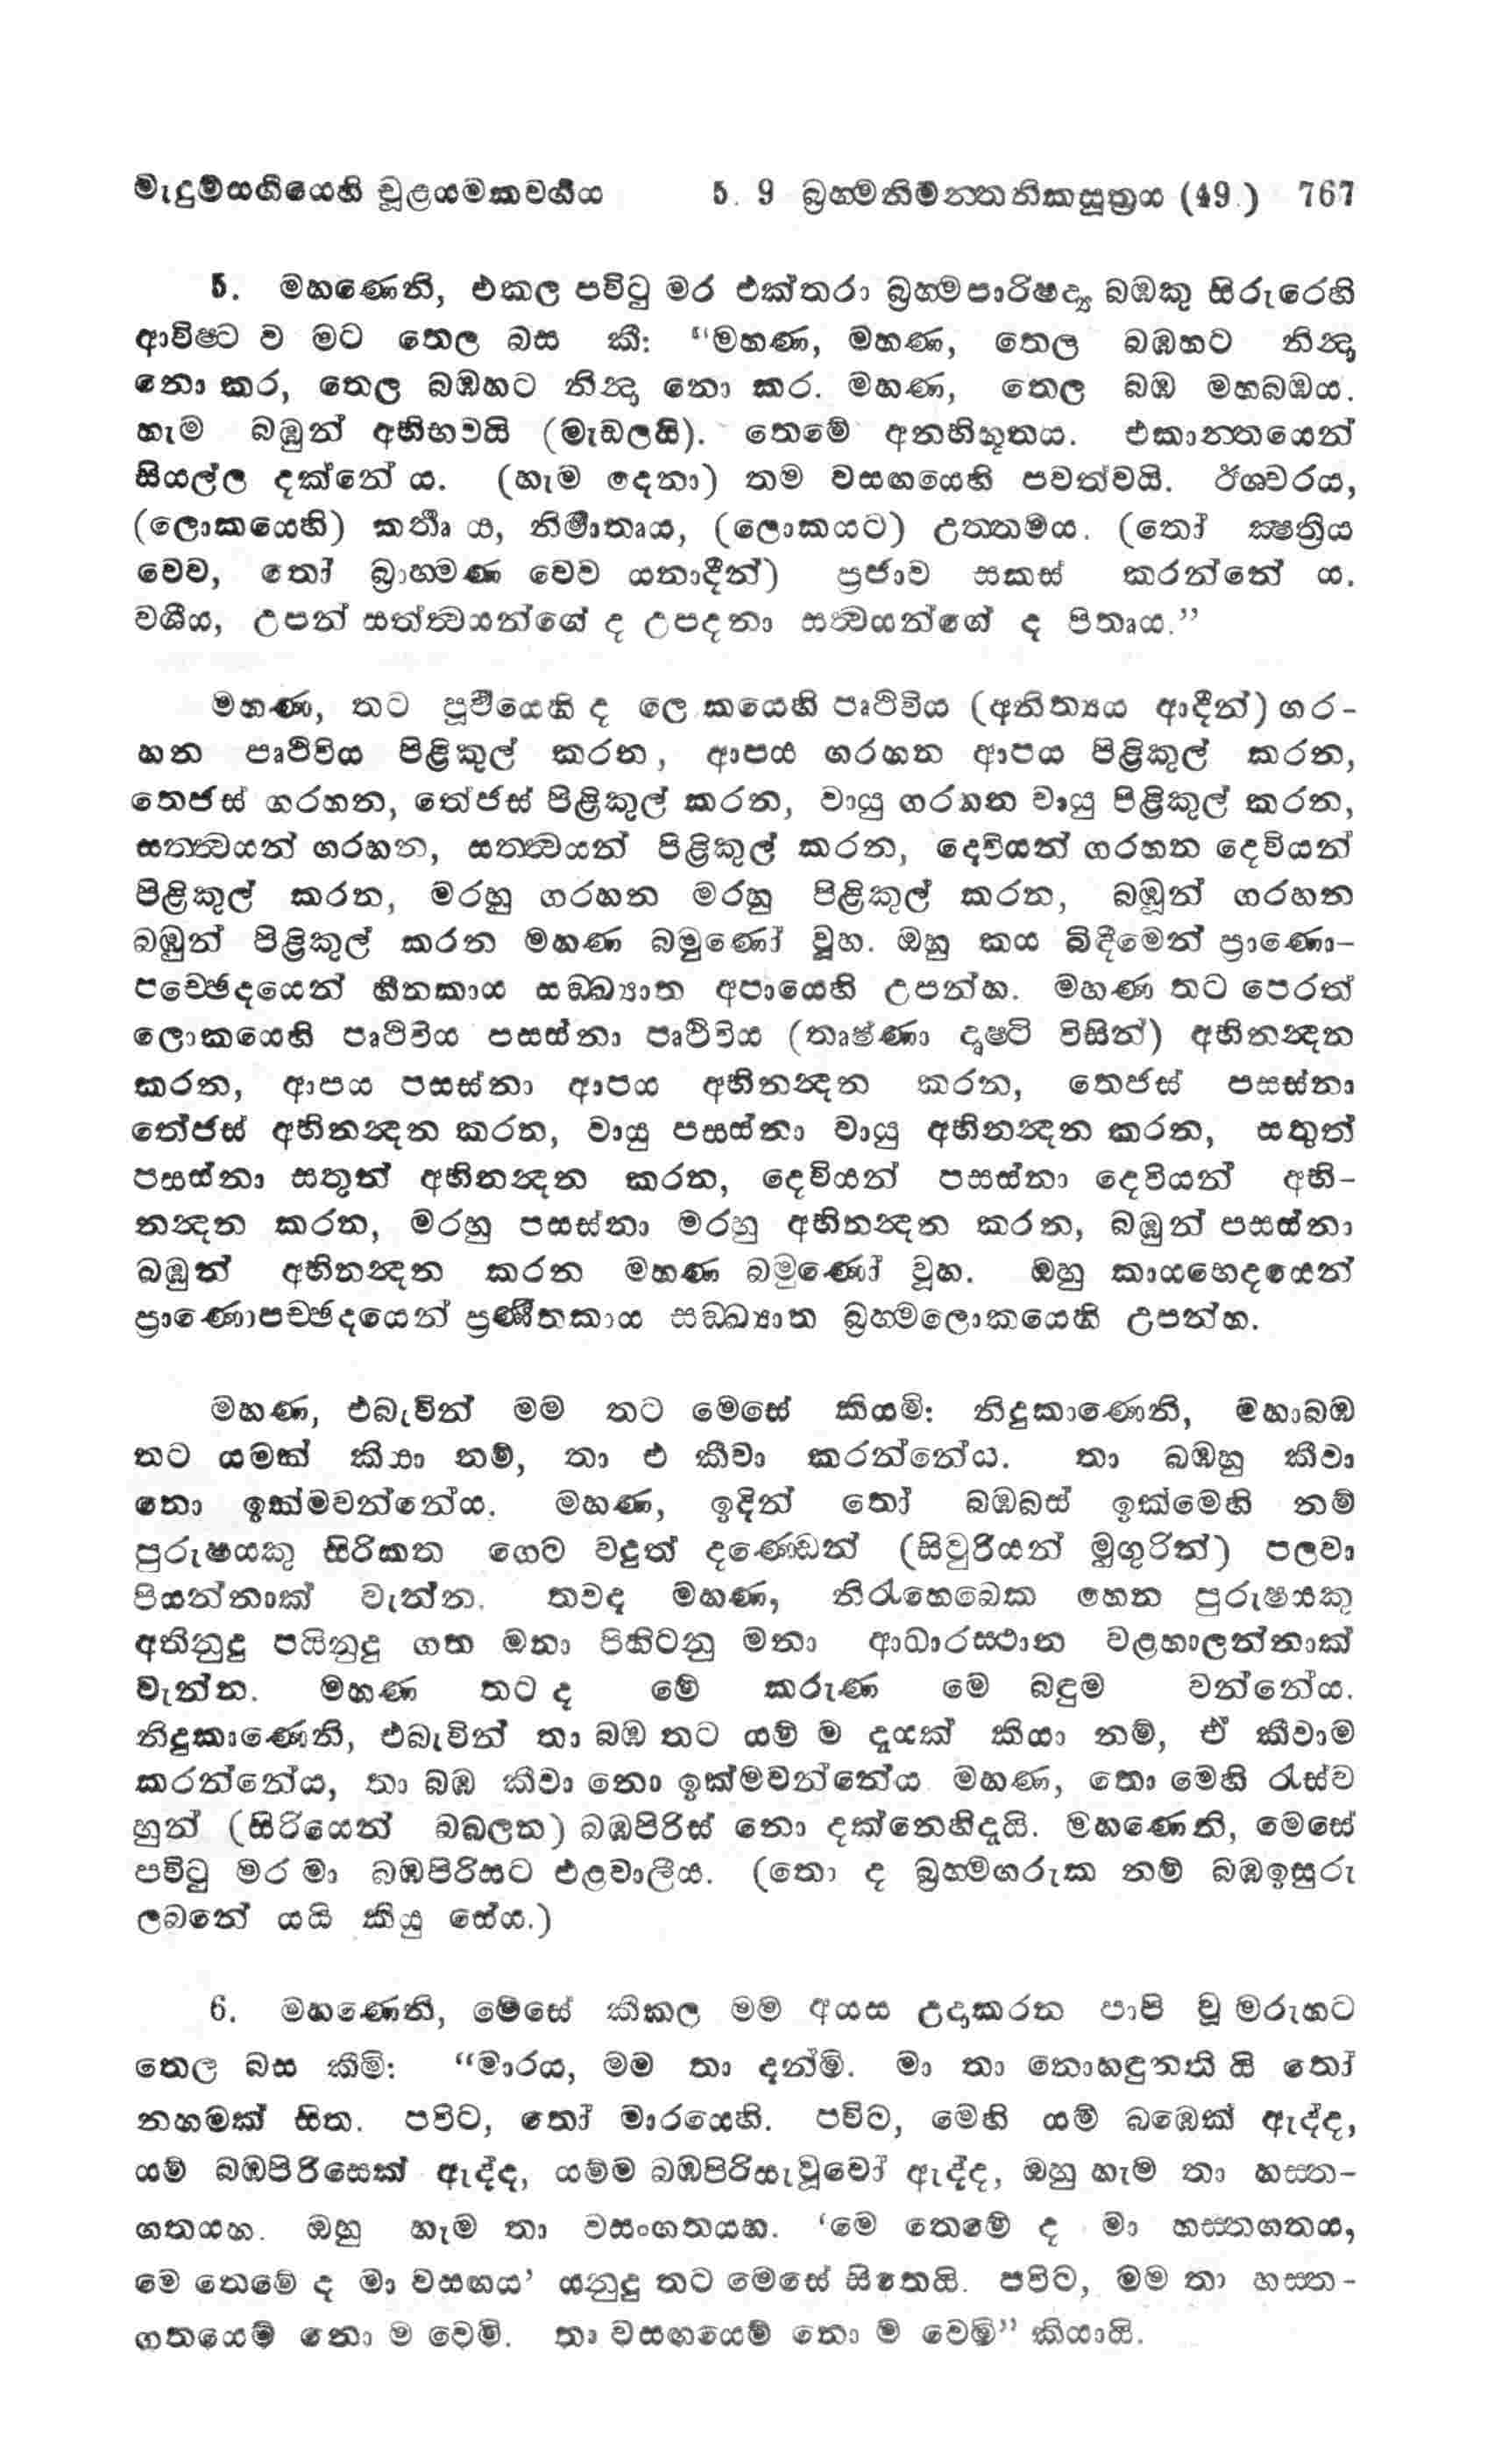 මැදුම්සඟියෙහි චූළයමකවර්‍ගය 5. 9 බ්‍රහ්මනිමන්තනිකසූත්‍රය (49.) 767
5. මහණෙනි, එකල පවිටු මර එක්තරා බ්‍රහ්මපාරිෂද්‍ය බඹකු සිරුරෙහි
ආවිෂ්ට ව මට තෙල බස කී: “මහණ, මහණ, තෙල බඹහට නින්‍දා
නො කර, තෙල බඹහට නින්‍දා නො කර. මහණ, තෙල බඹ මහබඹය.
හැම බඹුන් අභිභවයි (මැඬලයි). තෙමේ අනභිභූතය. එකාන්තයෙන්
සියල්ල දක්නේ ය. (හැම දෙනා) තම වසඟයෙහි පවත්වයි. ඊශ්වරය,
(ලොකයෙහි) කර්‍තෘ ය, නිර්‍මාතෘය, (ලොකයට) උත්තමය. (තෝ ක්‍ෂත්‍රිය
වෙව, තෝ බ්‍රාහ්මණ වෙව යනාදීන්) ප්‍රජාව සකස් කරන්නේ ය.
වශීය, උපන් සත්ත්‍වයන්ගේ ද උපදනා සත්‍වයන්ගේ ද පිතෘය.”
මහණ, තට පූර්‍වයෙහි ද ලොකයෙහි පෘථිවිය (අනිත්‍යය ආදීන්) ගර-
හන පෘථිවිය පිළිකුල් කරන, ආපය ගරහන ආපය පිළිකුල් කරන,
තෙජස් ගරහන, තේජස් පිළිකුල් කරන, වායු ගරහන වායු පිළිකුල් කරන,
සත්ත්‍වයන් ගරහන, සත්ත්‍වයන් පිළිකුල් කරන, දෙවියන් ගරහන දෙවියන්
පිළිකුල් කරන, මරහු ගරහන මරහු පිළිකුල් කරන, බඹූන් ගරහන
බඹුන් පිළිකුල් කරන මහණ බමුණෝ වූහ. ඔහු කය බිඳීමෙන් ප්‍රාණො-
පච්ඡෙදයෙන් හීනකාය සඞ්ඛ්‍යාත අපායෙහි උපන්හ. මහණ තට පෙරත්
ලොකයෙහි පෘථිවිය පසස්නා පෘථිවිය (තෘෂ්ණා දෘෂ්ටි විසින්) අභිනන්‍දන
කරන, ආපය පසස්නා ආපය අභිනන්‍දන කරන, තෙජස් පසස්නා
තේජස් අභිනන්‍දන කරන, වායු පසස්නා වායු අභිනන්‍දන කරන, සතුන්
පසස්නා සතුන් අභිනන්‍දන කරන, දෙවියන් පසස්නා දෙවියන් අභි-
නන්‍දන කරන, මරහු පසස්නා මරහු අභිනන්‍දන කරන, බඹුන් පසස්නා
බඹුන් අභිනන්‍දන කරන මහණ බමුණෝ වූහ. ඔහු කායභෙදයෙන්
ප්‍රාණොපච්ඡදයෙන් ප්‍රණීතකාය සඞ්ඛ්‍යාත බ්‍රහ්මලොකයෙහි උපන්හ.
මහණ, එබැවින් මම තට මෙසේ කියමි: නිදුකාණෙනි, මහාබඹ
තට යමක් කියා නම්, තා එ කීවා කරන්නේය. තා බඹහු කීවා
නො ඉක්මවන්නේය. මහණ, ඉදින් තෝ බඹබස් ඉක්මෙහි නම්
පුරුෂයකු සිරිකත ගෙට වදුත් දණ්ඩෙන් (සිවුරියන් මුගුරින්) පලවා
පියන්නාක් වැන්න. තවද මහණ, නිරැහෙබෙක හෙන පුරුෂයකු
අතිනුදු පයිනුදු ගත මනා පිහිටනු මනා ආධාරස්ථාන වළහාලන්නාක්
වැන්න. මහණ තට ද මේ කරුණ මෙ බඳුම වන්නේය.
නිදුකාණෙනි, එබැවින් තා බඹ තට යම් ම දැයක් කියා නම්, ඒ කීවාම
කරන්නේය, තා බඹ කීවා නො ඉක්මවන්නේය මහණ, තො මෙහි රැස්ව
හුන් (සිරියෙන් බබලන) බඹපිරිස් නො දක්නෙහිදැයි. මහණෙනි, මෙසේ
පවිටු මර මා බඹපිරිසට එළවාලීය. (තො ද බ්‍රහ්මගරුක නම් බඹඉසුරු
ලබනේ යයි කියු සේය.)
6. මහණෙනි, මෙසේ කිකල මම අයස උදාකරන පාපි වූ මරුහට
තෙල බස කීමි: “මාරය, මම තා දැන්මි. මා තා නොහඳුනතියි තෝ
නහමක් සිත. පවිට, තෝ මාරයෙහි. පවිට, මෙහි යම් බඹෙක් ඇද්ද,
යම් බඹපිරිසෙක් ඇද්ද, යම්ම බඹපිරිසැවූවෝ ඇද්ද, ඔහු හැම තා හස්ත-
ගතයහ. ඔහු හැම තා වසංගතයහ. ‘මෙ තෙමේ ද මා හස්තගතය,
මෙ තෙමේ ද මා වසඟය’ යනුදු තට මෙසේ සිතෙයි. පවිට, මම තා හස්ත-
ගතයෙම් නො ම වෙමි. තා වසඟයෙම් නො ම වෙමි” කියායි.